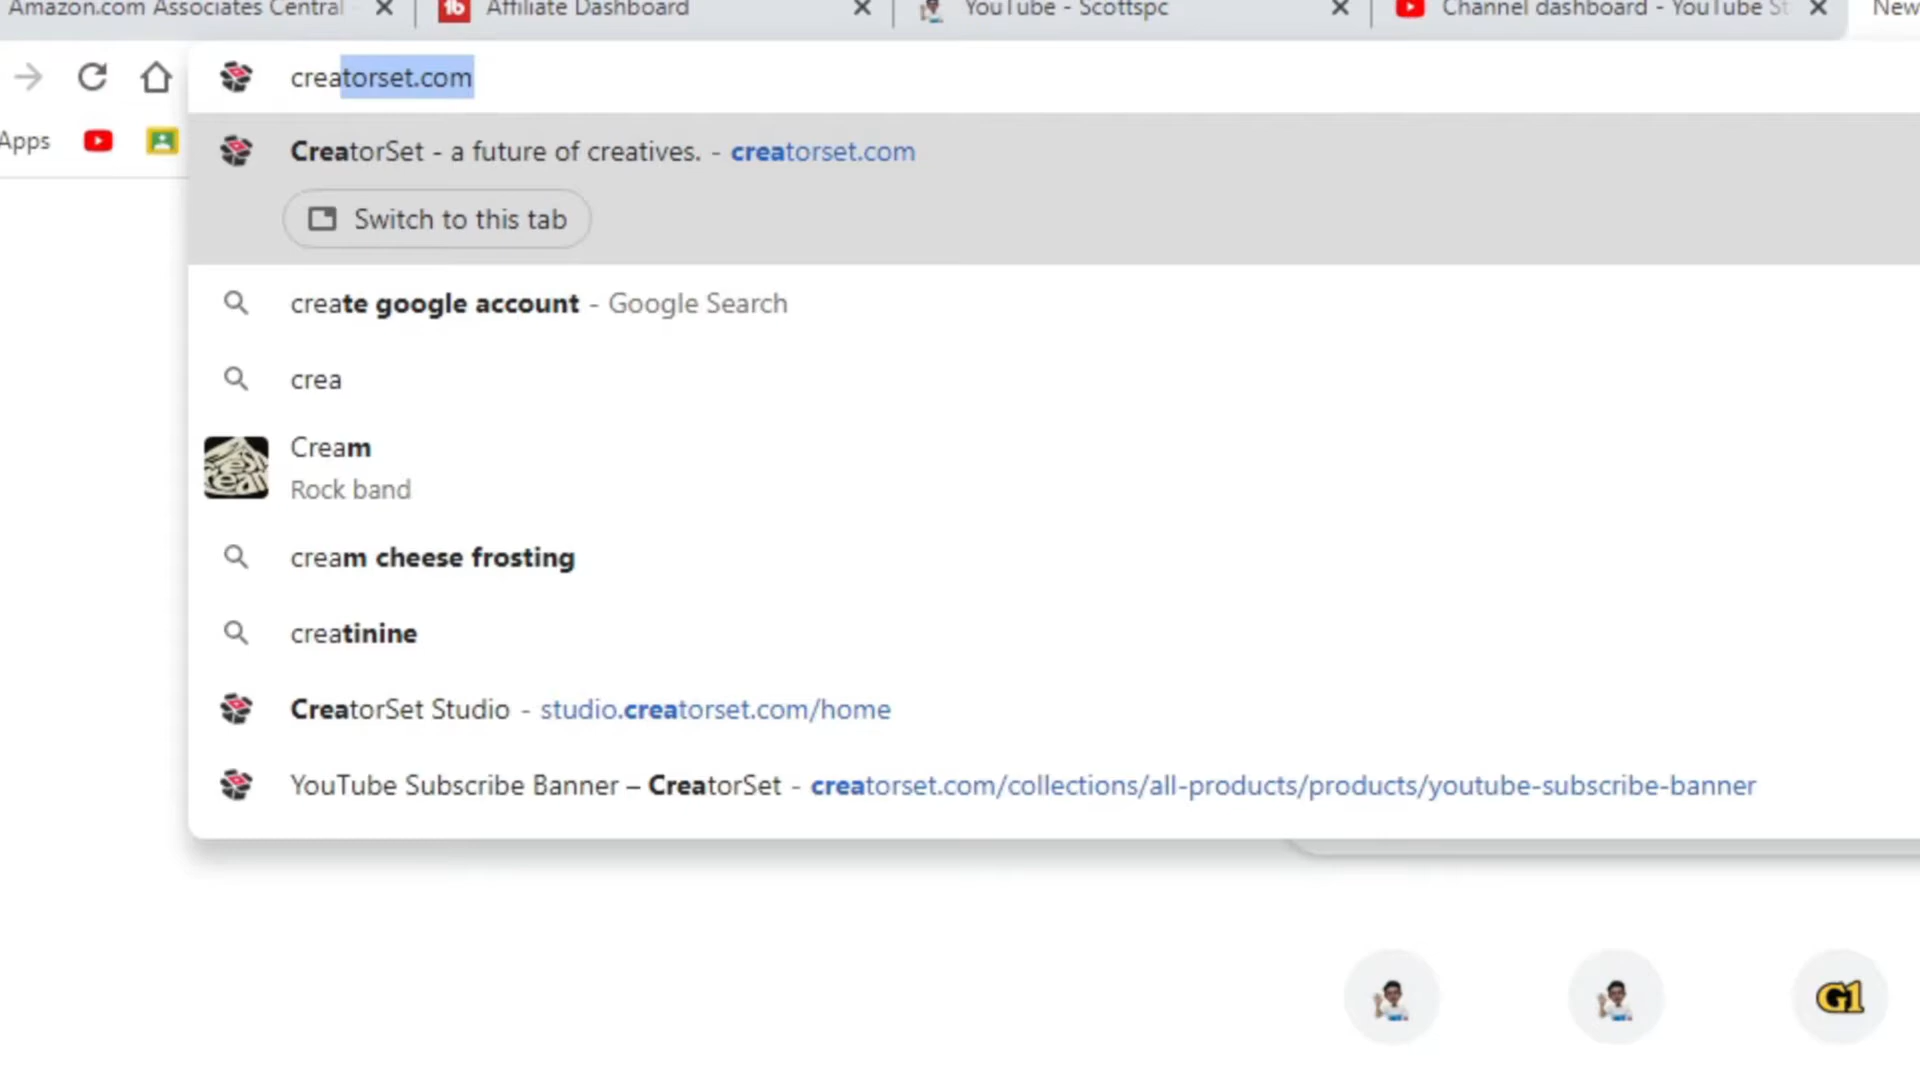 Amazon.com Associates Central
Affiliate Dashboard
YouTube - Scottspc
Channel dashboard - YouTube St
New
creatorset.com
Apps
CreatorSet - a future of creatives. - creatorset.com
Switch to this tab
create google account - Google Search
crea
Cream
Rock band
cream cheese frosting
creatinine
CreatorSet Studio - studio.creatorset.com/home
YouTube Subscribe Banner – CreatorSet - creatorset.com/collections/all-products/products/youtube-subscribe-banner
G1